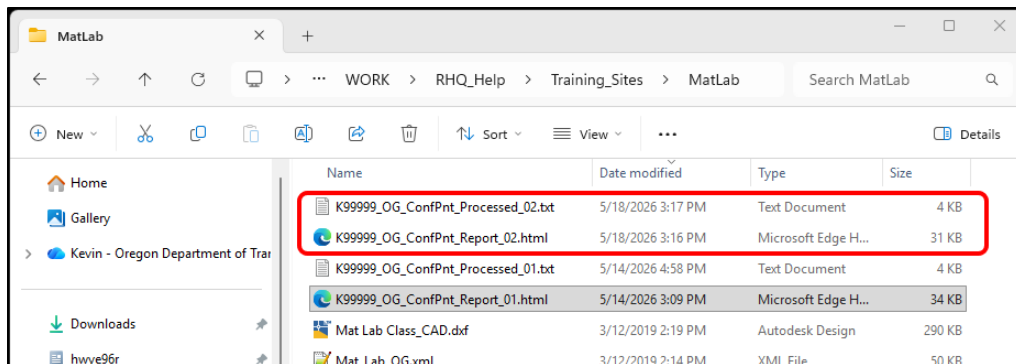 MatLab
... WORK > RHQ_Help > Training_Sites > MatLab Search MatLab
New Sort View ... Details
Name Date modified Type Size
Home
Gallery
Kevin - Oregon Department of Trar
Downloads
hwye96r
K99999_OG_ConfPnt_Processed_02.txt 5/18/2026 3:17 PM Text Document 4 KB
K99999_OG_ConfPnt_Report_02.html 5/18/2026 3:16 PM Microsoft Edge H... 31 KB
K99999_OG_ConfPnt_Processed_01.txt 5/14/2026 4:58 PM Text Document 4 KB
K99999_OG_ConfPnt_Report_01.html 5/14/2026 3:09 PM Microsoft Edge H... 34 KB
Mat Lab Class_CAD.dxf 3/12/2019 2:19 PM Autodesk Design 290 KB
Mat_Lab_OG.xml 3/12/2019 2:14 PM XML File 50 KB